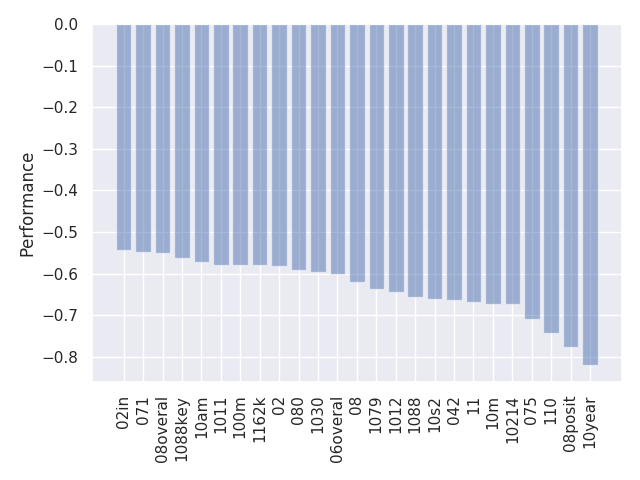 0.0
−0.1
−0.2
−0.3
−0.4
−0.5
−0.6
−0.7
−0.8
Performance
02in
071
08overal
1088key
10am
1011
100m
1162k
02
080
1030
06overal
08
1079
1012
1088
10s2
042
11
10m
10214
075
110
08posit
10year